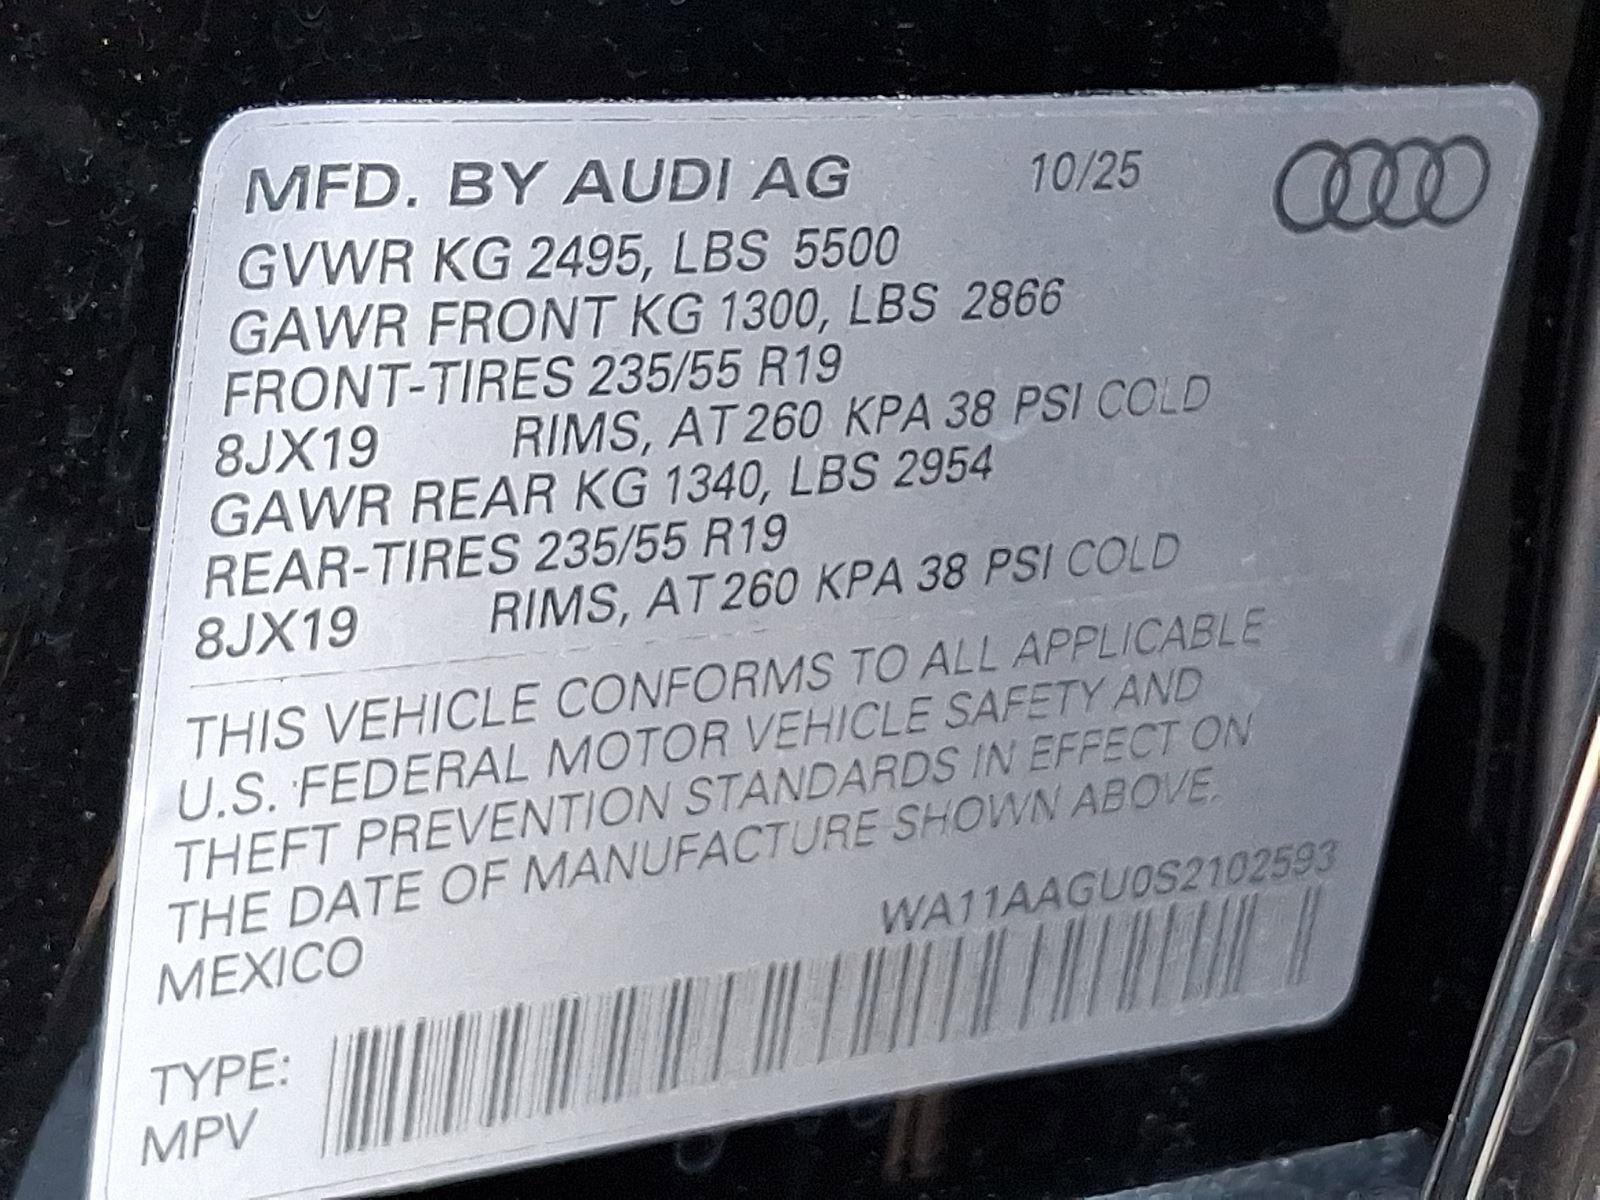 MFD. BY AUDI AG 10/25
GVWR KG 2495, LBS 5500
GAWR FRONT KG 1300, LBS 2866
FRONT-TIRES 235/55 R19
8JX19 RIMS, AT 260 KPA 38 PSI COLD
GAWR REAR KG 1340, LBS 2954
REAR-TIRES 235/55 R19
8JX19 RIMS, AT 260 KPA 38 PSI COLD
THIS VEHICLE CONFORMS TO ALL APPLICABLE
U.S. FEDERAL MOTOR VEHICLE SAFETY AND
THEFT PREVENTION STANDARDS IN EFFECT ON
THE DATE OF MANUFACTURE SHOWN ABOVE.
MEXICO WA11AAGU0S2102593
TYPE:
MPV